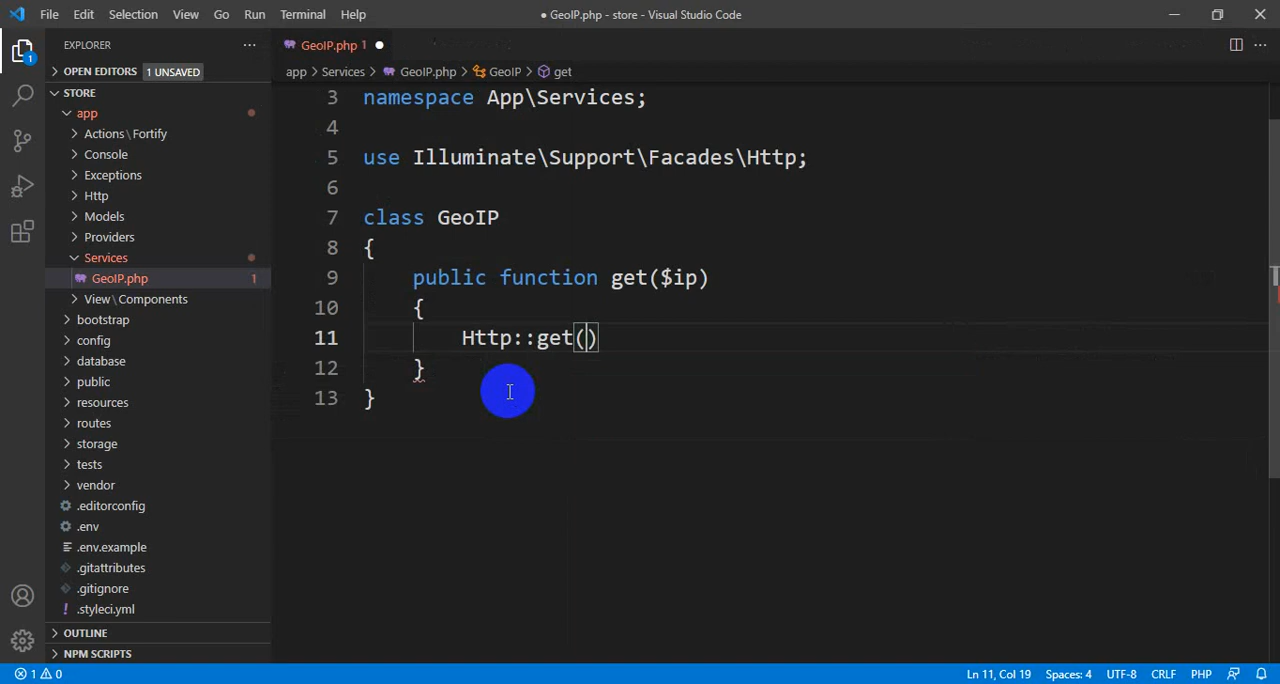 File Edit Selection View Go Run Terminal Help
● GeoIP.php - store - Visual Studio Code
1
EXPLORER
OPEN EDITORS 1 UNSAVED
STORE
app
Actions\Fortify
Console
Exceptions
Http
Models
Providers
Services
GeoIP.php 1
View\Components
bootstrap
config
database
public
resources
routes
storage
tests
vendor
.editorconfig
.env
.env.example
.gitattributes
.gitignore
.styleci.yml
OUTLINE
NPM SCRIPTS
GeoIP.php 1 ●
app > Services > GeoIP.php > GeoIP > get
3 namespace App\Services;
4
5 use Illuminate\Support\Facades\Http;
6
7 class GeoIP
8 {
9 public function get($ip)
10 {
11 Http::get()
12 }
13 }
1 0
Ln 11, Col 19 Spaces: 4 UTF-8 CRLF PHP